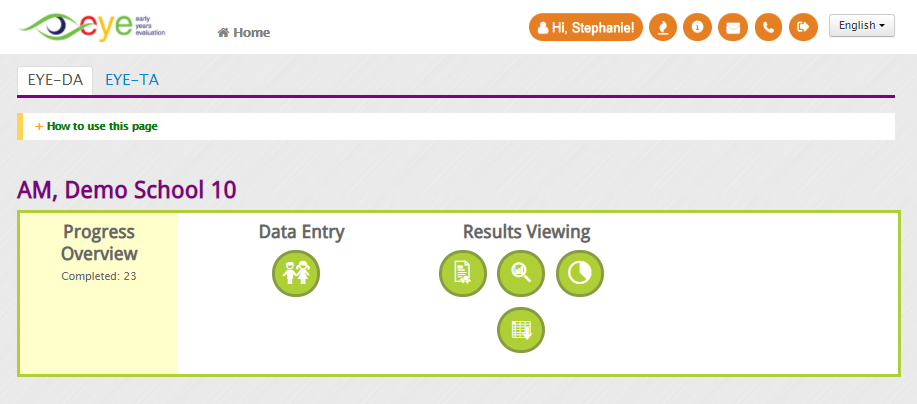 eye early
years
evaluation
Home
Hi, Stephanie!
English
EYE-DA EYE-TA
+ How to use this page
AM, Demo School 10
Progress
Overview
Completed: 23
Data Entry
Results Viewing